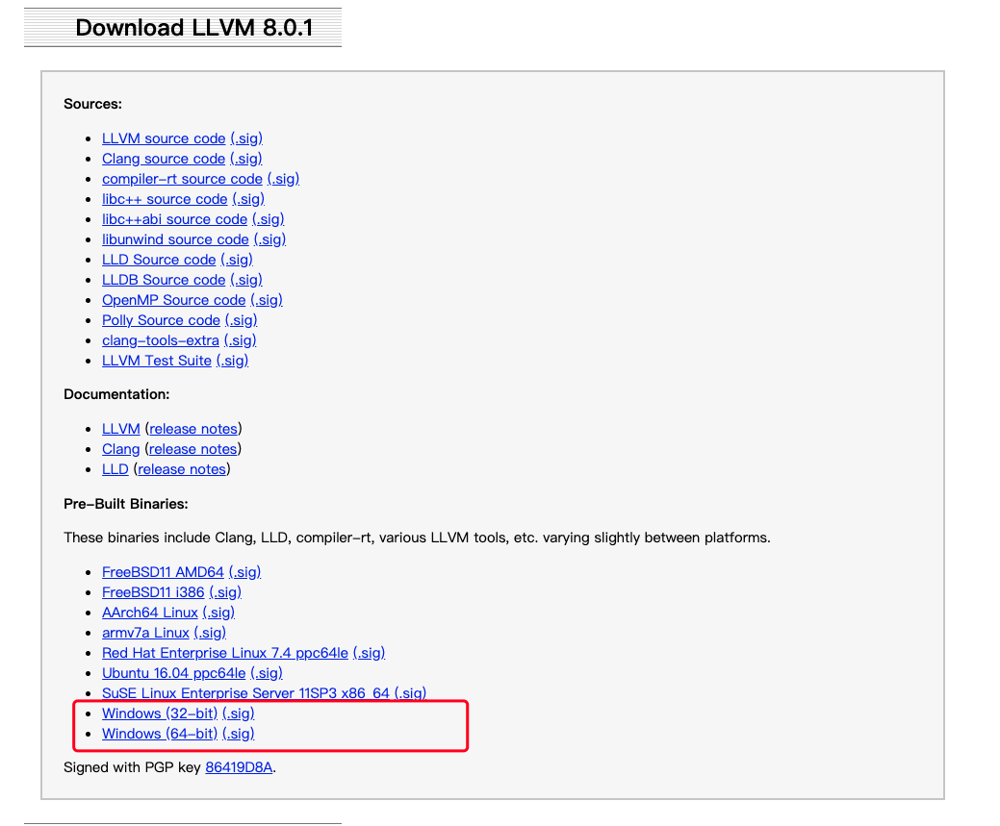 Download LLVM 8.0.1
Sources:
LLVM source code (.sig)
Clang source code (.sig)
compiler-rt source code (.sig)
libc++ source code (.sig)
libc++abi source code (.sig)
libunwind source code (.sig)
LLD Source code (.sig)
LLDB Source code (.sig)
OpenMP Source code (.sig)
Polly Source code (.sig)
clang-tools-extra (.sig)
LLVM Test Suite (.sig)
Documentation:
LLVM (release notes)
Clang (release notes)
LLD (release notes)
Pre-Built Binaries:
These binaries include Clang, LLD, compiler-rt, various LLVM tools, etc. varying slightly between platforms.
FreeBSD11 AMD64 (.sig)
FreeBSD11 i386 (.sig)
AArch64 Linux (.sig)
armv7a Linux (.sig)
Red Hat Enterprise Linux 7.4 ppc64le (.sig)
Ubuntu 16.04 ppc64le (.sig)
SuSE Linux Enterprise Server 11SP3 x86_64 (.sig)
Windows (32-bit) (.sig)
Windows (64-bit) (.sig)
Signed with PGP key 86419D8A.